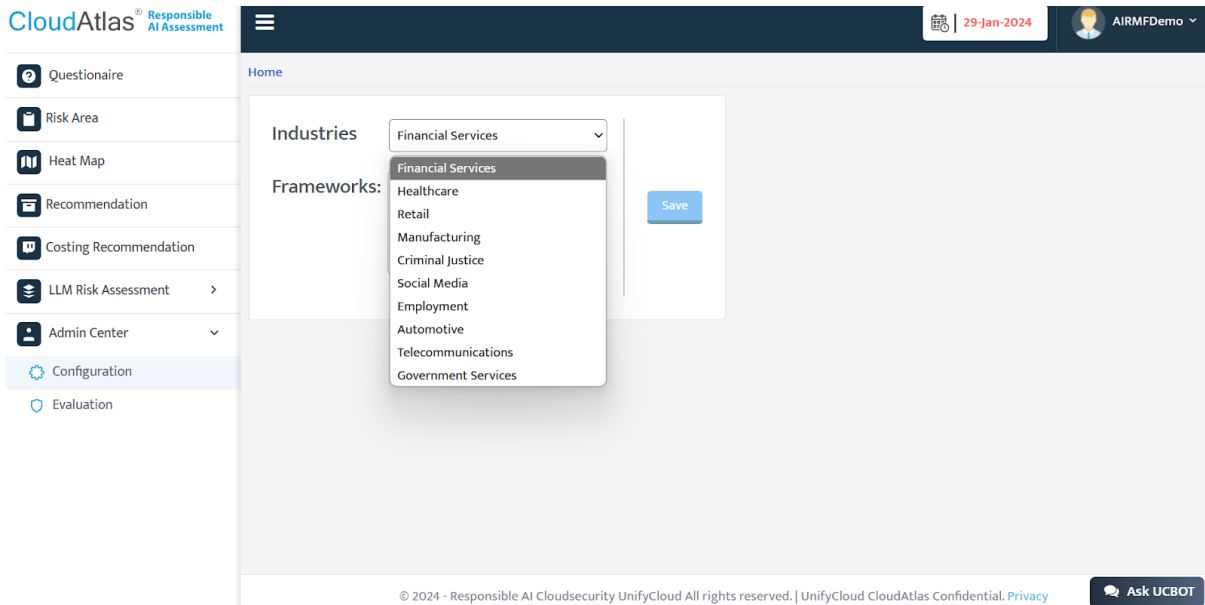 CloudAtlas® Responsible AI Assessment
29-Jan-2024
AIRMFDemo
Questionaire
Risk Area
Heat Map
Recommendation
Costing Recommendation
LLM Risk Assessment
Admin Center
Configuration
Evaluation
Home
Industries
Financial Services
Financial Services
Healthcare
Retail
Manufacturing
Criminal Justice
Social Media
Employment
Automotive
Telecommunications
Government Services
Frameworks:
Save
© 2024 - Responsible AI Cloudsecurity UnifyCloud All rights reserved. | UnifyCloud CloudAtlas Confidential. Privacy
Ask UCBOT